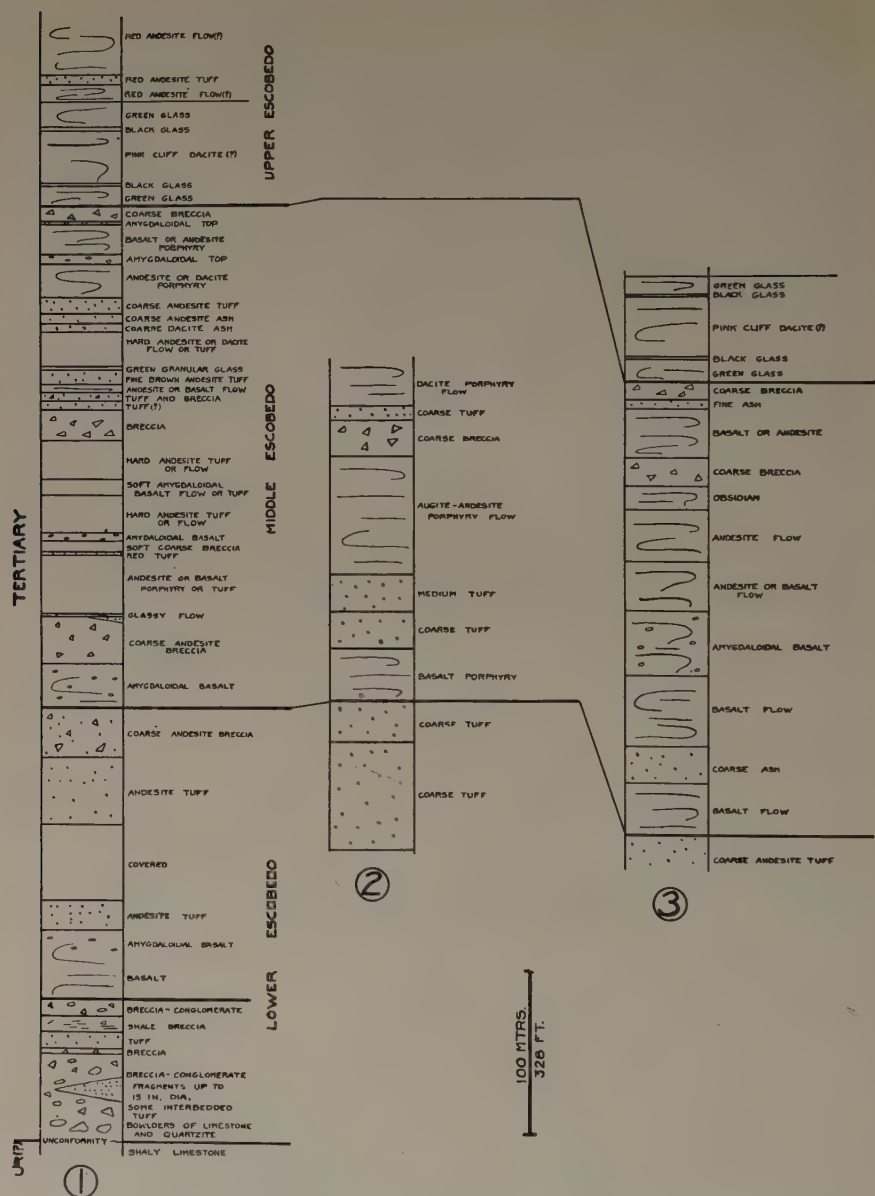 RED ANDESITE FLOW(?)
RED ANDESITE TUFF
RED ANDESITE FLOW(?)
GREEN GLASS
BLACK GLASS
PINK CLIFF DACITE(?)
BLACK GLASS
GREEN GLASS
COARSE BRECCIA
AMYGDALOIDAL TOP
BASALT OR ANDESITE
PORPHYRY
AMYGDALOIDAL TOP
ANDESITE OR DACITE
PORPHYRY
COARSE ANDESITE TUFF
COARSE ANDESITE ASH
COARSE DACITE ASH
HARD ANDESITE OR DACITE
FLOW OR TUFF
GREEN GRANULAR GLASS
FINE BROWN ANDESITE TUFF
ANDESITE OR BASALT FLOW
TUFF AND BRECCIA
TUFF(?)
BRECCIA
HARD ANDESITE TUFF
OR FLOW
SOFT AMYGDALOIDAL
BASALT FLOW OR TUFF
HARD ANDESITE TUFF
OR FLOW
AMYDALOIDAL BASALT
SOFT COARSE BRECCIA
RED TUFF
ANDESITE OR BASALT
PORPHYRY OR TUFF
GLASSY FLOW
COARSE ANDESITE
BRECCIA
AMYGDALOIDAL BASALT
COARSE ANDESITE BRECCIA
ANDESITE TUFF
COVERED
ANDESITE TUFF
AMYGDALOIDAL BASALT
BASALT
BRECCIA-CONGLOMERATE
SHALE BRECCIA
TUFF
BRECCIA
BRECCIA-CONGLOMERATE
FRAGMENTS UP TO
15 IN. DIA.
SOME INTERBEDDED
TUFF
BOWLDERS OF LIMESTONE
AND QUARTZITE
UNCONFORMITY
SHALY LIMESTONE
TERTIARY
UR(?)
1
UPPER ESCOBEDO
MIDDLE ESCOBEDO
LOWER ESCOBEDO
DACITE PORPHYRY
FLOW
COARSE TUFF
COARSE BRECCIA
AUGITE-ANDESITE
PORPHYRY FLOW
MEDIUM TUFF
COARSE TUFF
BASALT PORPHYRY
COARSE TUFF
COARSE TUFF
2
GREEN GLASS
BLACK GLASS
PINK CLIFF DACITE(?)
BLACK GLASS
GREEN GLASS
COARSE BRECCIA
FINE ASH
BASALT OR ANDESITE
COARSE BRECCIA
OBSIDIAN
ANDESITE FLOW
ANDESITE OR BASALT
FLOW
AMYGDALOIDAL BASALT
BASALT FLOW
COARSE ASH
BASALT FLOW
COARSE ANDESITE TUFF
3
100 MTRS.
328 FT.